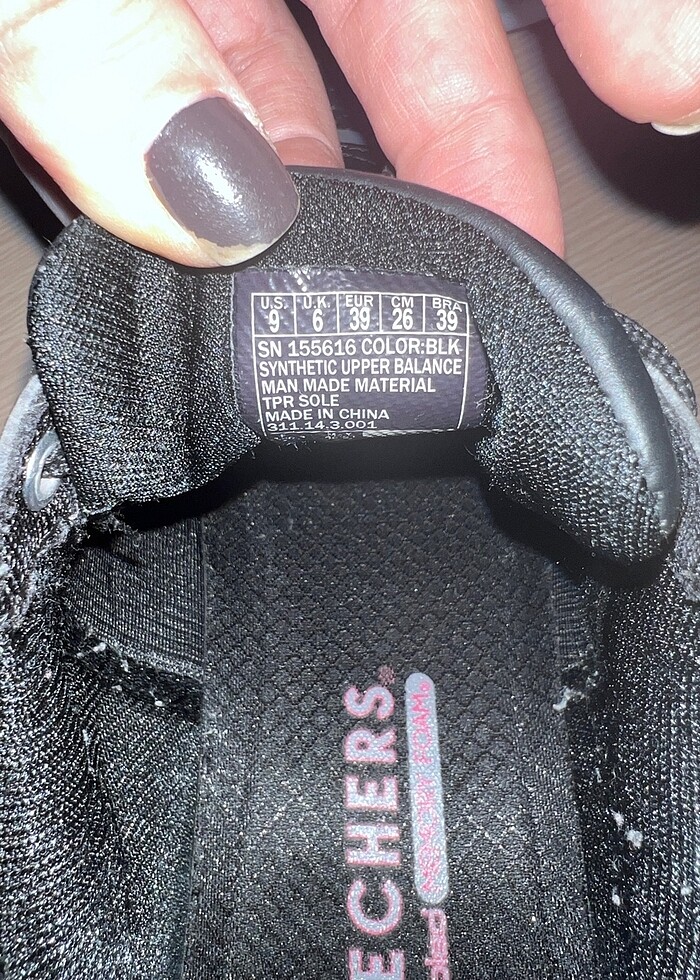 U.S. U.K. EUR CM BRA
9 6 39 26 39
SN 155616 COLOR:BLK
SYNTHETIC UPPER BALANCE
MAN MADE MATERIAL
TPR SOLE
MADE IN CHINA
311.14.3.001
ECHERS®
FOAM